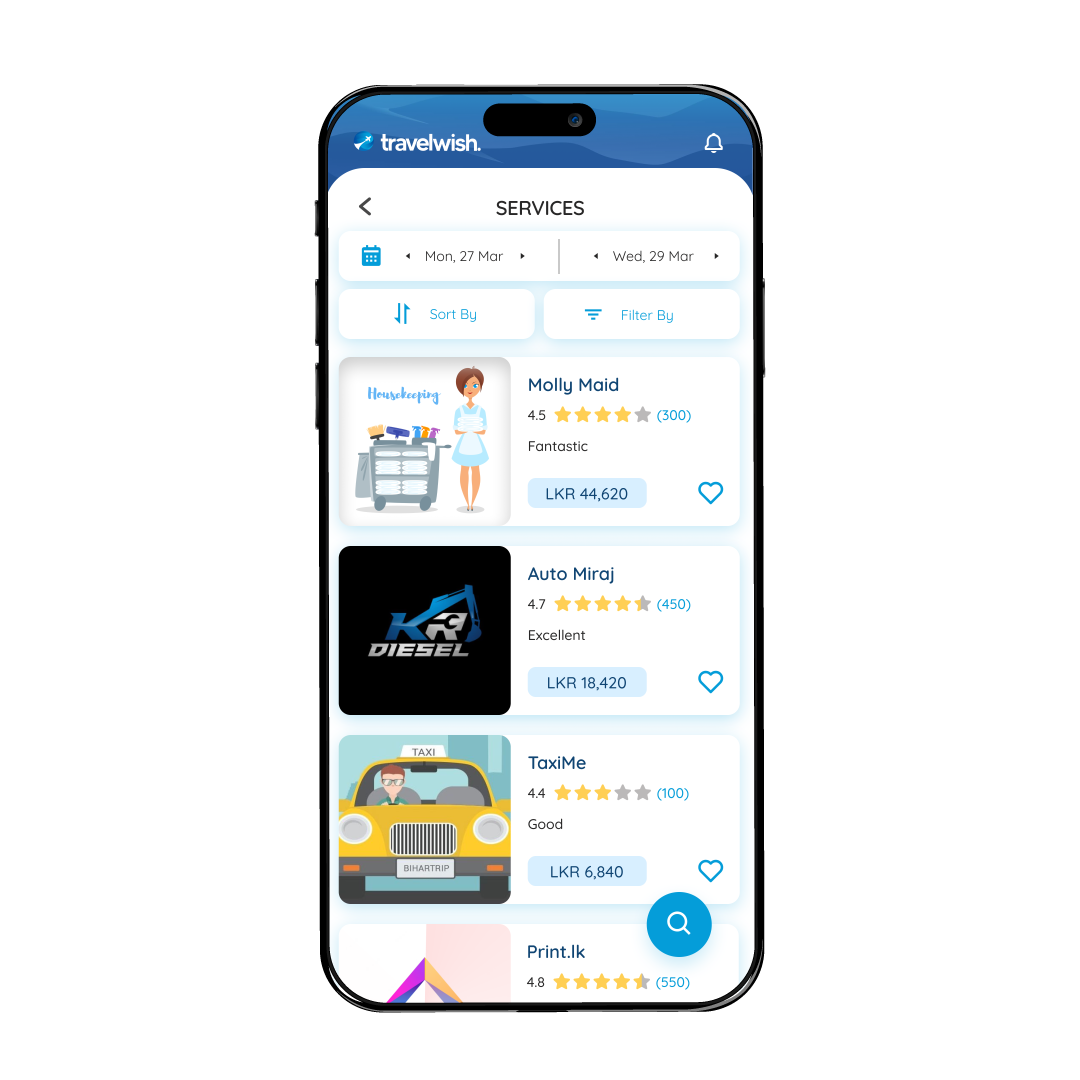 travelwish.
SERVICES
Mon, 27 Mar
Wed, 29 Mar
Sort By
Filter By
Housekeeping
Molly Maid
4.5 (300)
Fantastic
LKR 44,620
KR
DIESEL
Auto Miraj
4.7 (450)
Excellent
LKR 18,420
TAXI
BIHARTRIP
TaxiMe
4.4 (100)
Good
LKR 6,840
Print.lk
4.8 (550)